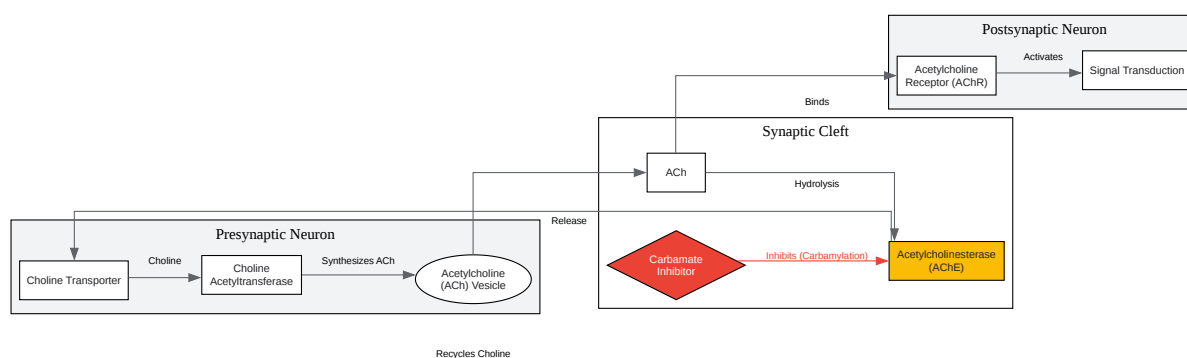 Postsynaptic Neuron
Acetylcholine
Receptor (AChR)
Activates
Signal Transduction
Binds
Synaptic Cleft
ACh
Hydrolysis
Release
Presynaptic Neuron
Choline Transporter
Choline
Choline
Acetyltransferase
Synthesizes ACh
Acetylcholine
(ACh) Vesicle
Carbamate
Inhibitor
Inhibits (Carbamylation)
Acetylcholinesterase
(AChE)
Recycles Choline